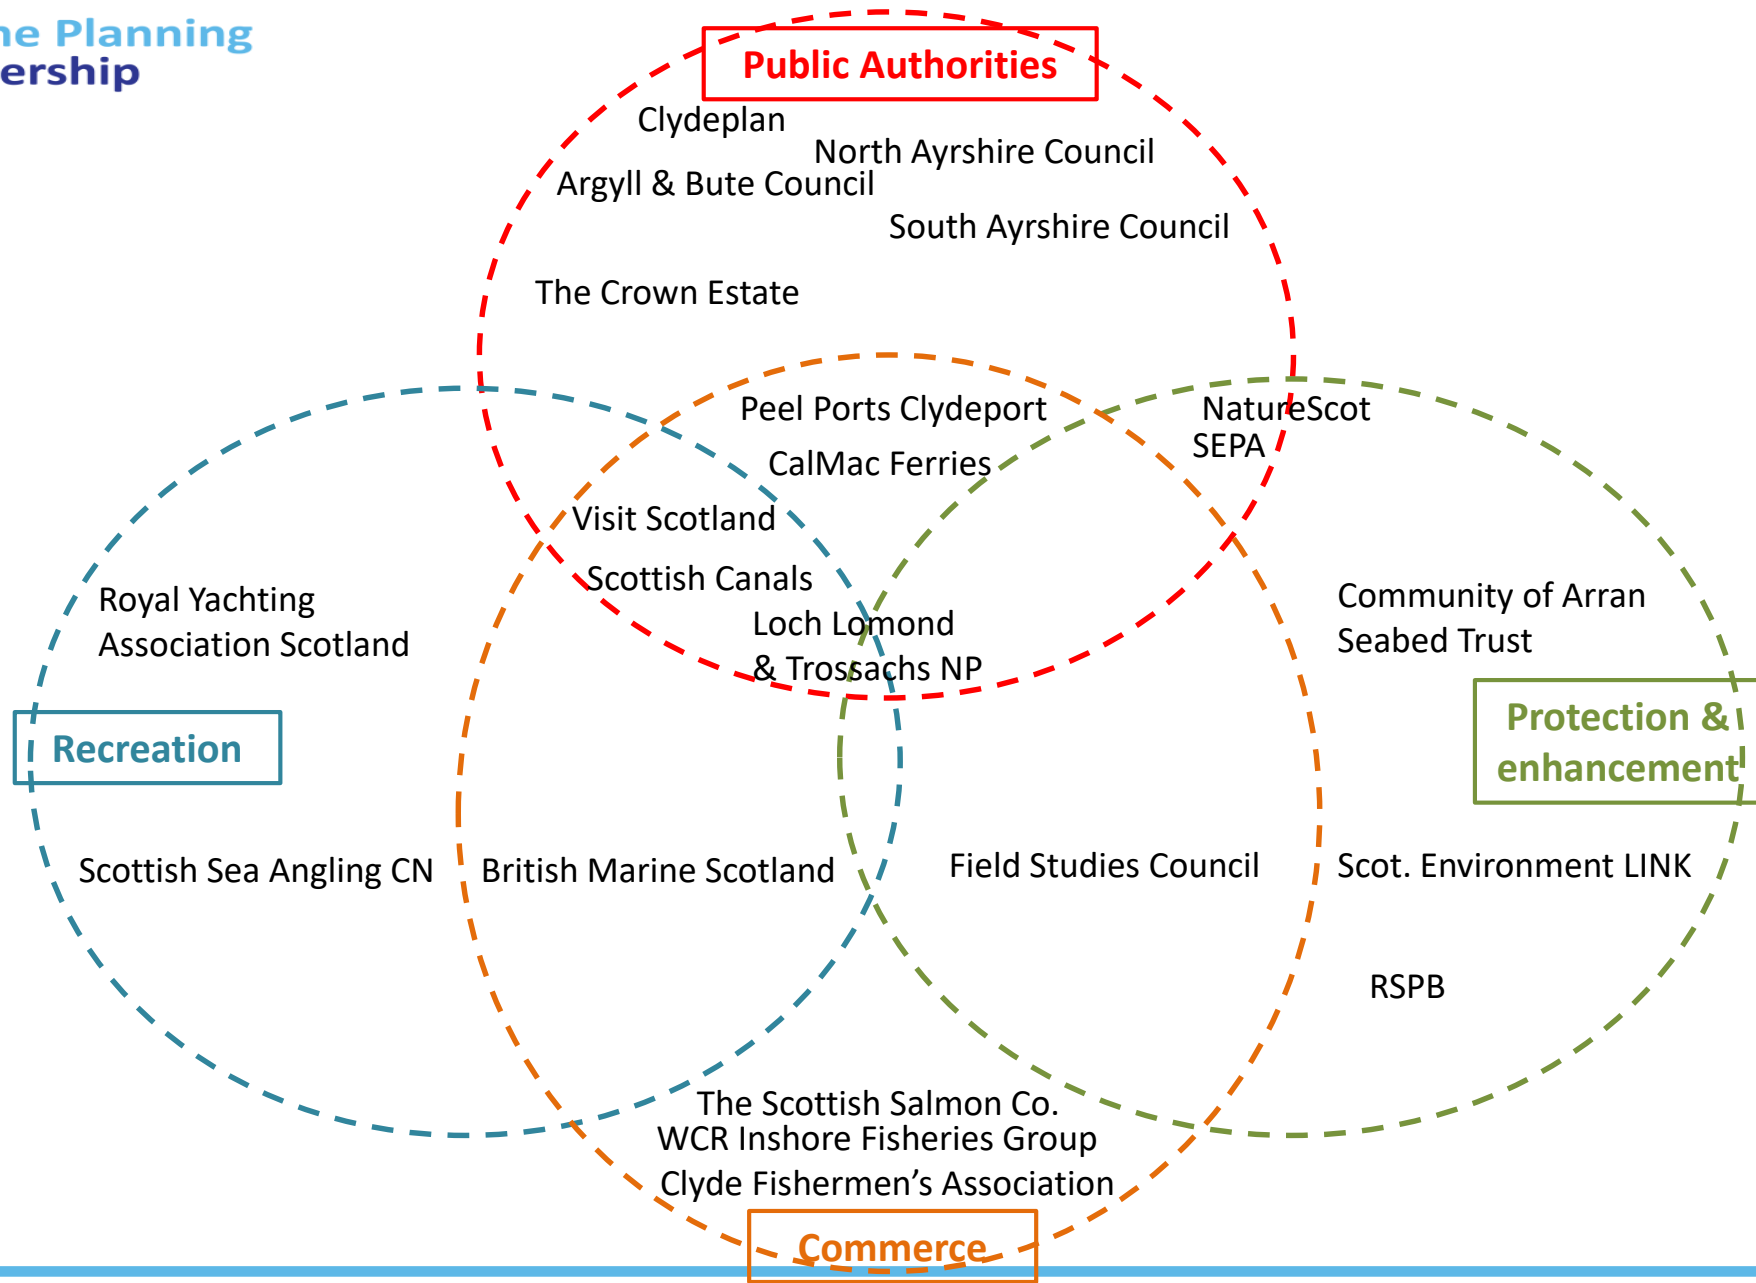 ne Planning
ership
Public Authorities
Clydeplan
North Ayrshire Council
Argyll & Bute Council
South Ayrshire Council
The Crown Estate
Peel Ports Clydeport
NatureScot
SEPA
CalMac Ferries
Visit Scotland
Scottish Canals
Loch Lomond
& Trossachs NP
Royal Yachting
Association Scotland
Community of Arran
Seabed Trust
Recreation
Protection &
enhancement
Scottish Sea Angling CN
British Marine Scotland
Field Studies Council
Scot. Environment LINK
RSPB
The Scottish Salmon Co.
WCR Inshore Fisheries Group
Clyde Fishermen’s Association
Commerce